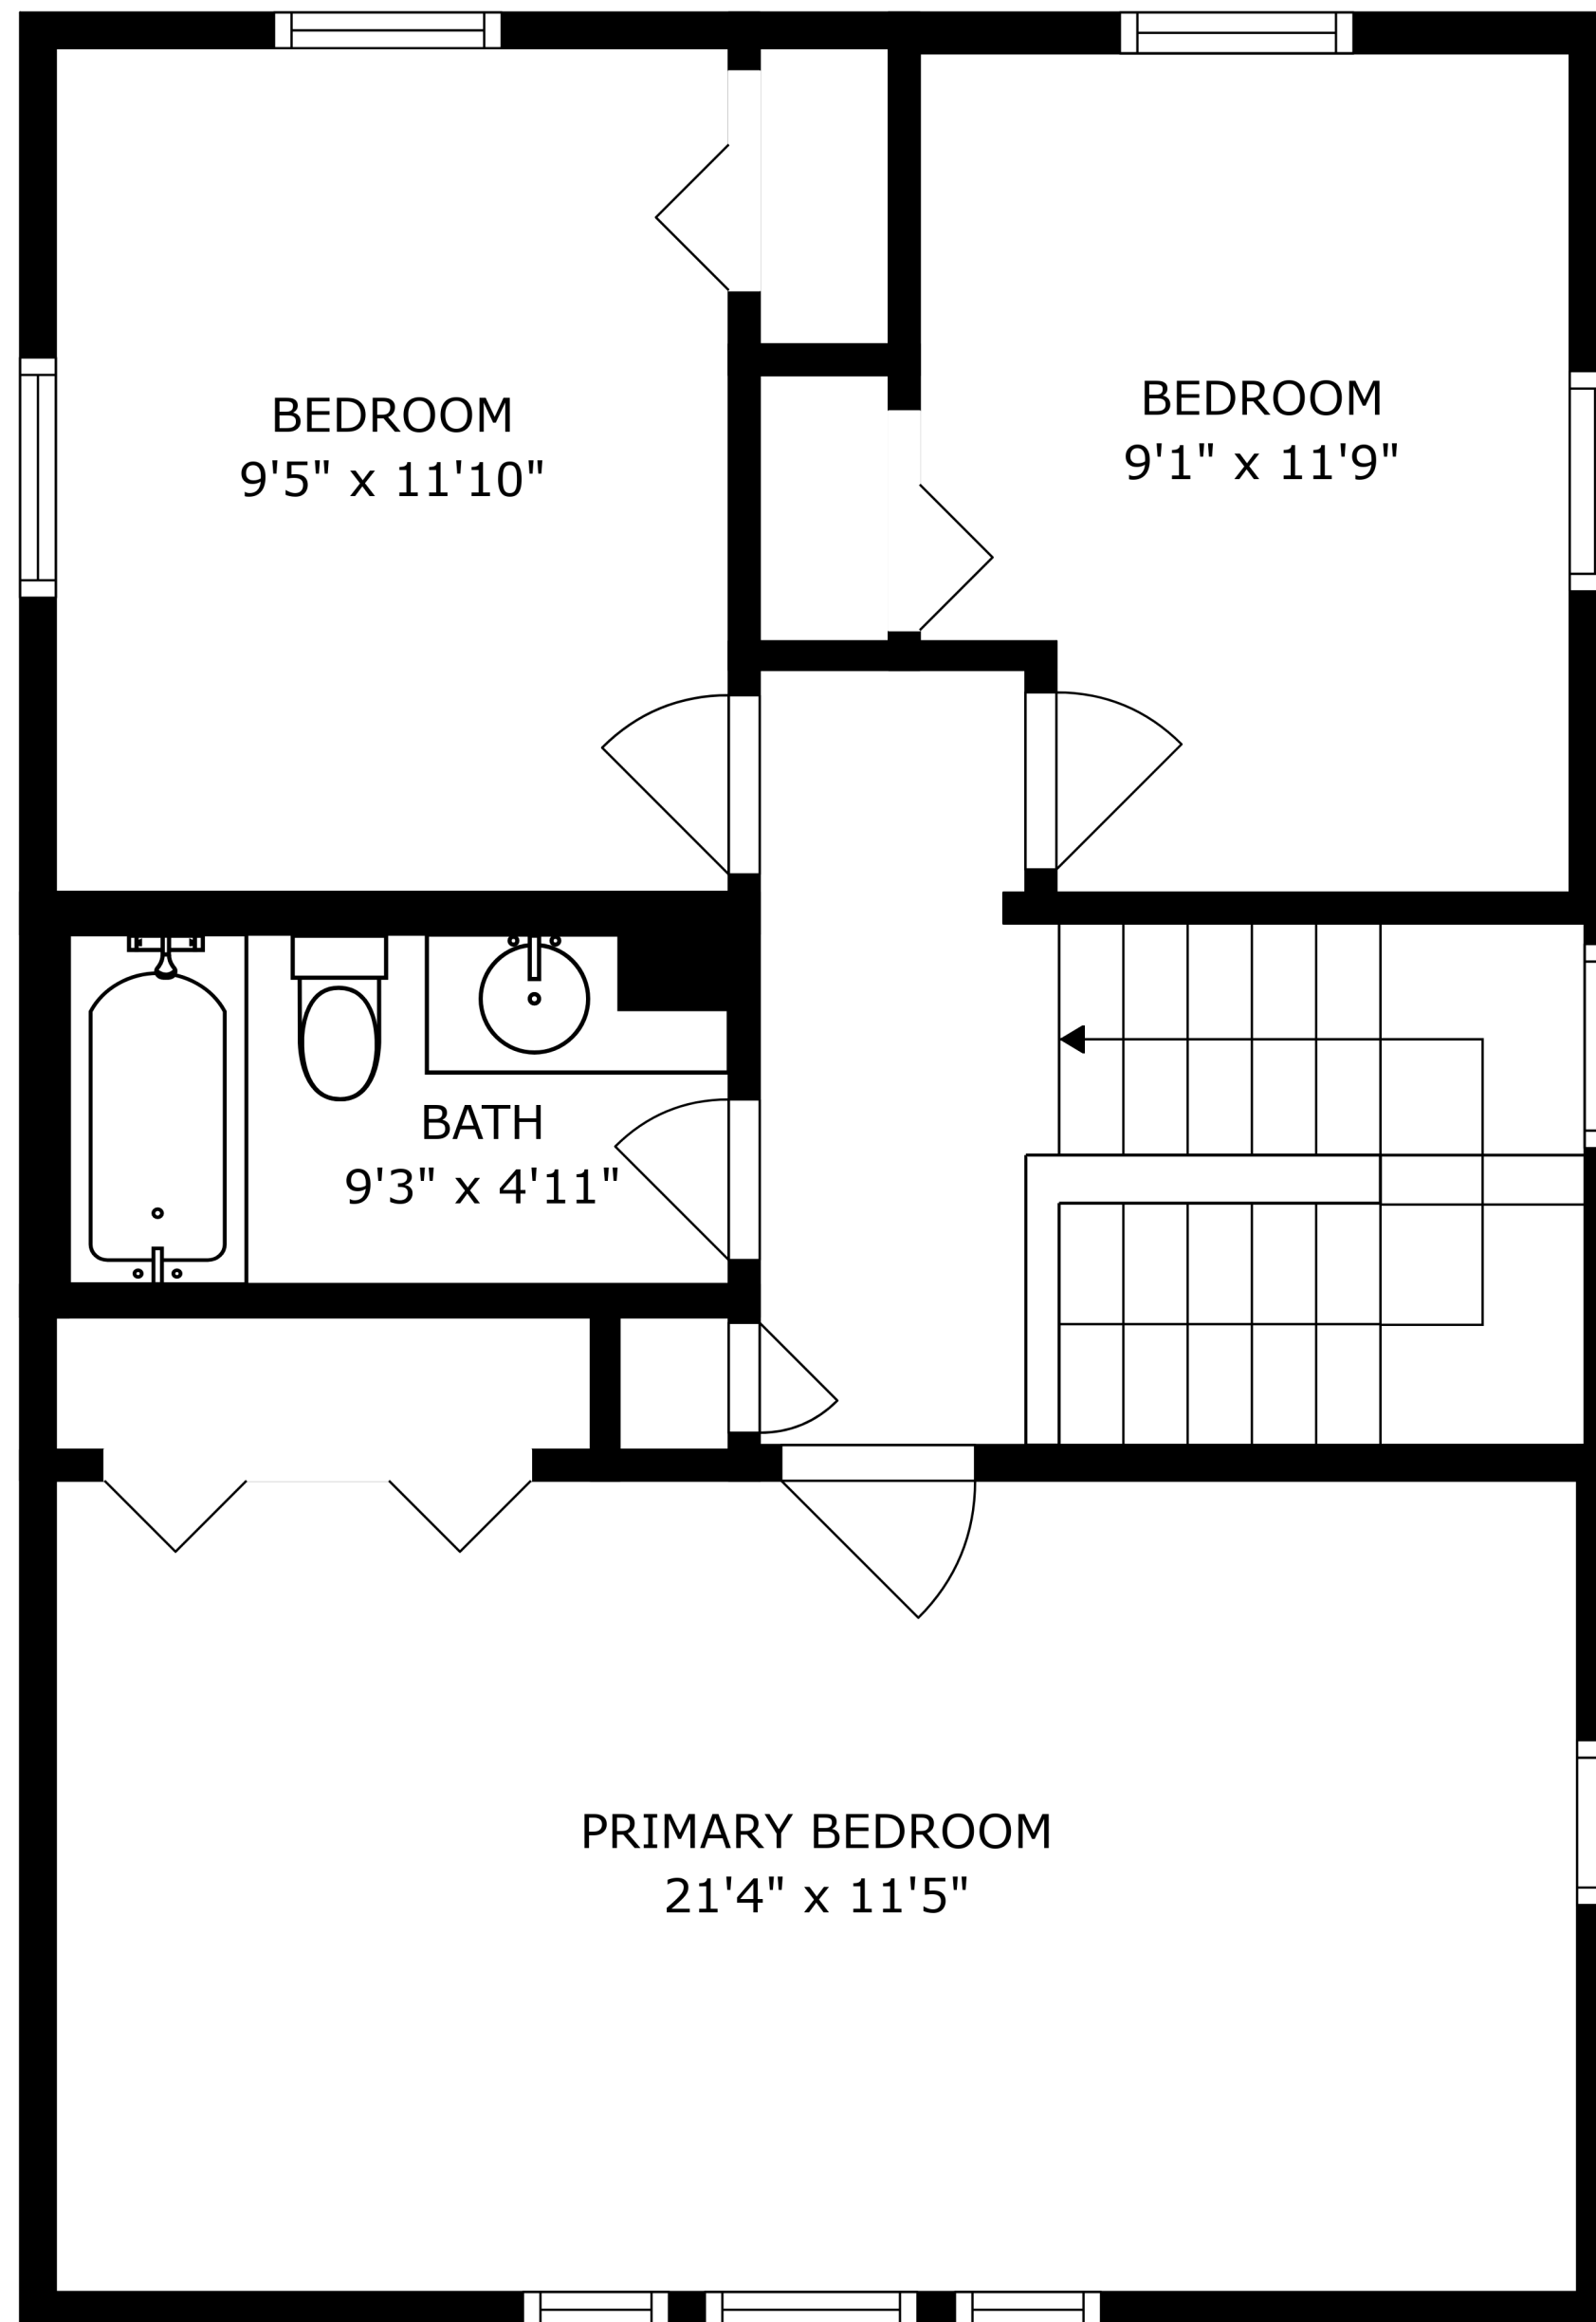 BEDROOM
9'5" x 11'10"
BEDROOM
9'1" x 11'9"
BATH
9'3" x 4'11"
PRIMARY BEDROOM
21'4" x 11'5"